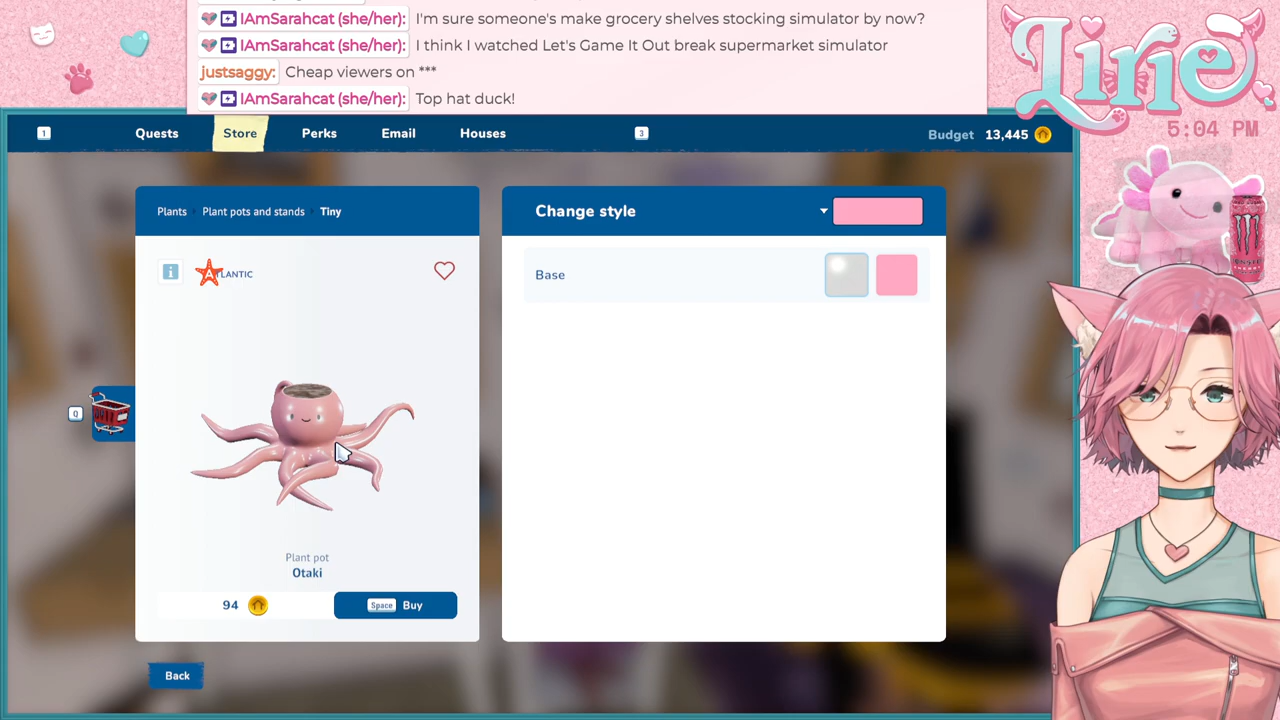 IAmSarahcat (she/her): I'm sure someone's make grocery shelves stocking simulator by now?
IAmSarahcat (she/her): I think I watched Let's Game It Out break supermarket simulator
justsaggy: Cheap viewers on ***
IAmSarahcat (she/her): Top hat duck!
Lirie
5:04 PM
1 Quests Store Perks Email Houses 3 Budget 13,445
Plants Plant pots and stands Tiny
Change style
i ATLANTIC
Base
Q
Plant pot
Otaki
94 Space Buy
Back